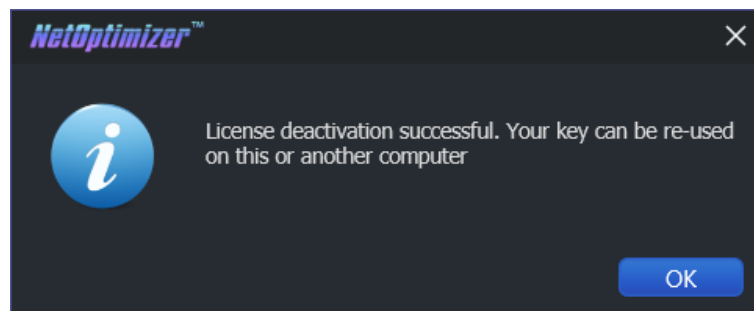 NetOptimizer™
License deactivation successful. Your key can be re-used
on this or another computer
OK